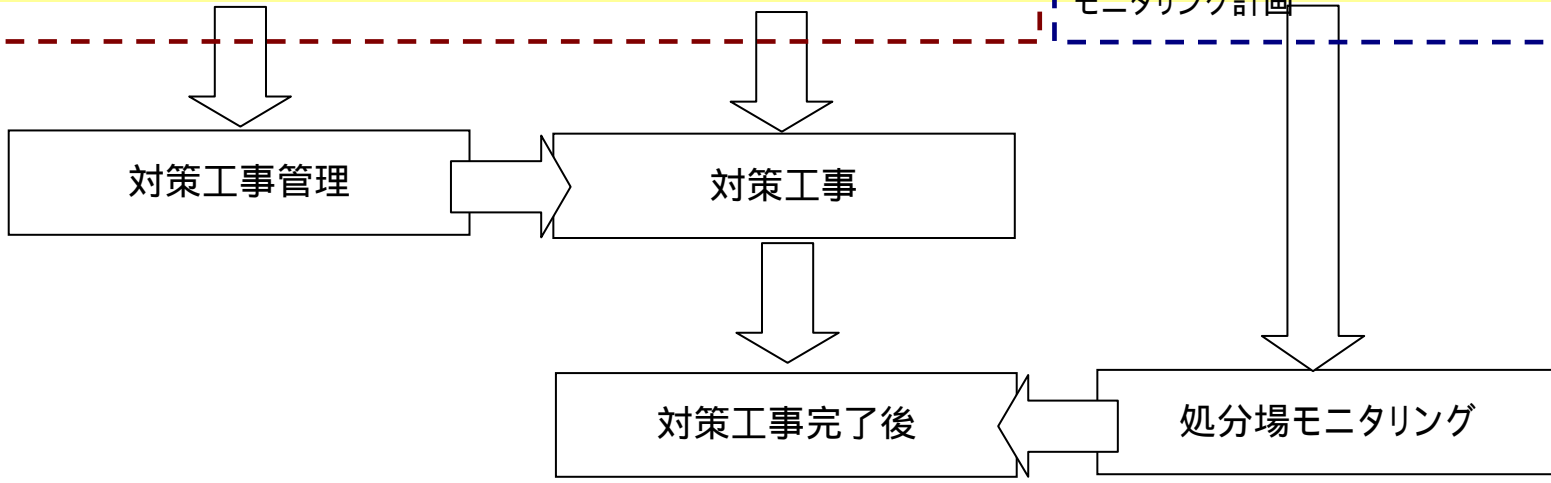 モニタリング計画
対策工事管理
対策工事
対策工事完了後
処分場モニタリング